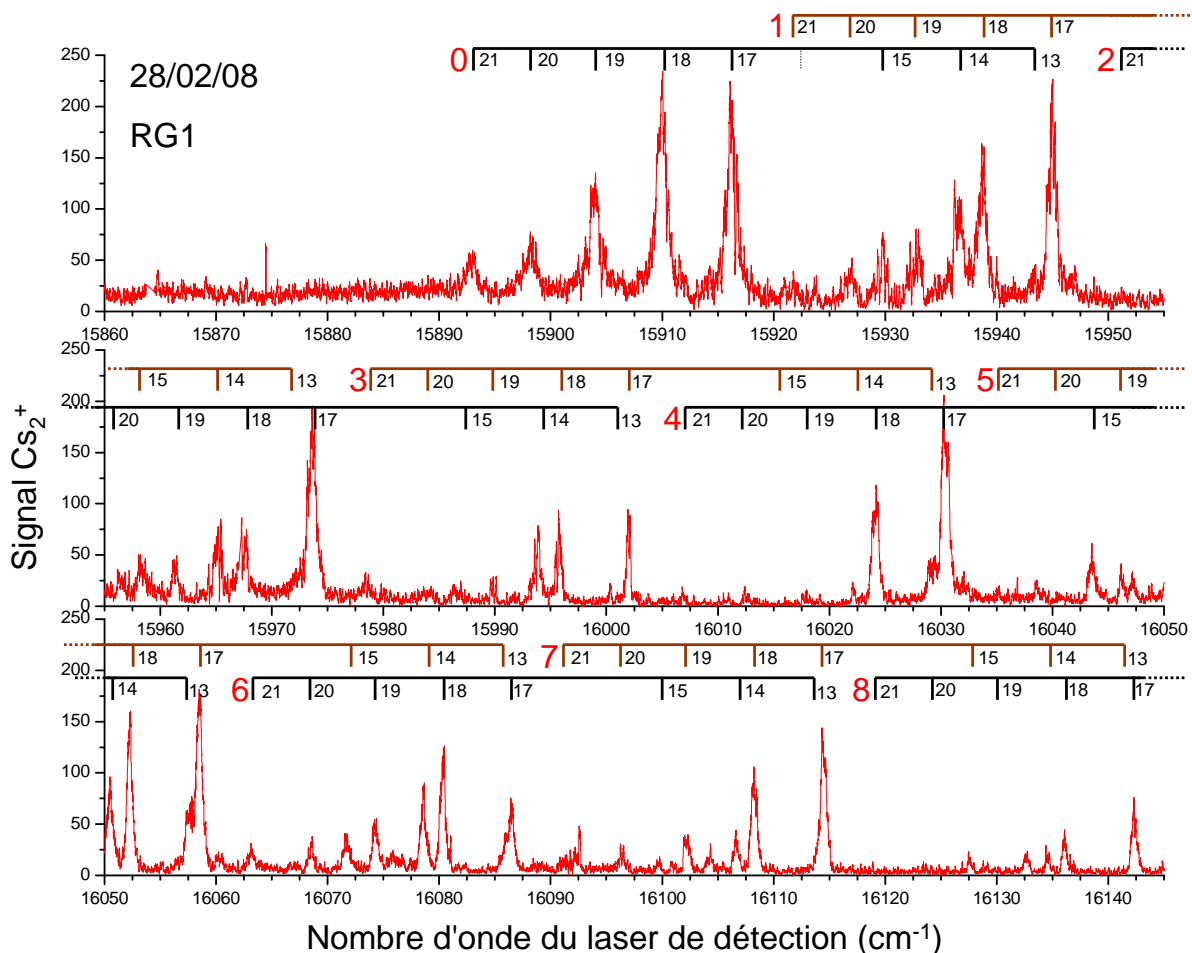 1 21 20 19 18 17
0 21 20 19 18 17 15 14 13 2 21
28/02/08
RG1
250
200
150
100
50
0
15860 15870 15880 15890 15900 15910 15920 15930 15940 15950
250
200
150
100
50
0
15 14 13 3 21 20 19 18 17 15 14 13 5 21 20 19
20 19 18 17 15 14 13 4 21 20 19 18 17 15
15960 15970 15980 15990 16000 16010 16020 16030 16040 16050
Signal Cs₂⁺
250
200
150
100
50
0
18 17 15 14 13 7 21 20 19 18 17 15 14 13
14 13 6 21 20 19 18 17 15 14 13 8 21 20 19 18 17
16050 16060 16070 16080 16090 16100 16110 16120 16130 16140
Nombre d'onde du laser de détection (cm⁻¹)